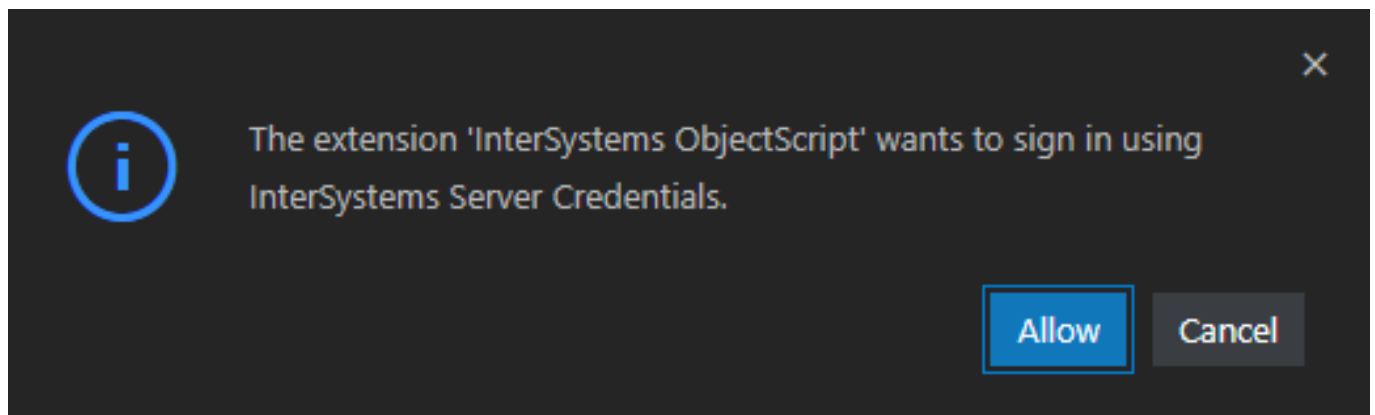 The extension 'InterSystems ObjectScript' wants to sign in using
InterSystems Server Credentials.
Allow
Cancel